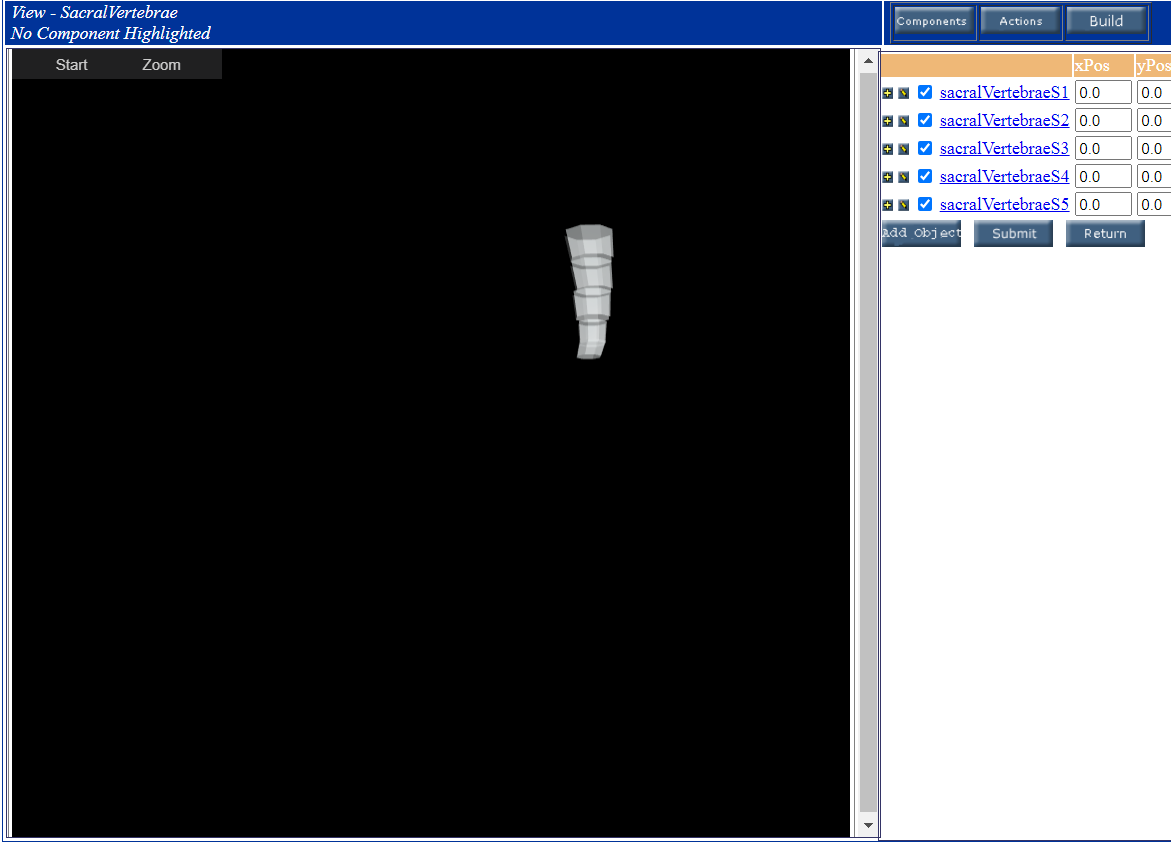 View - SacralVertebrae
No Component Highlighted
Components Actions Build
Start Zoom
xPos yPos
sacralVertebraeS1 0.0 0.0
sacralVertebraeS2 0.0 0.0
sacralVertebraeS3 0.0 0.0
sacralVertebraeS4 0.0 0.0
sacralVertebraeS5 0.0 0.0
Add Object Submit Return